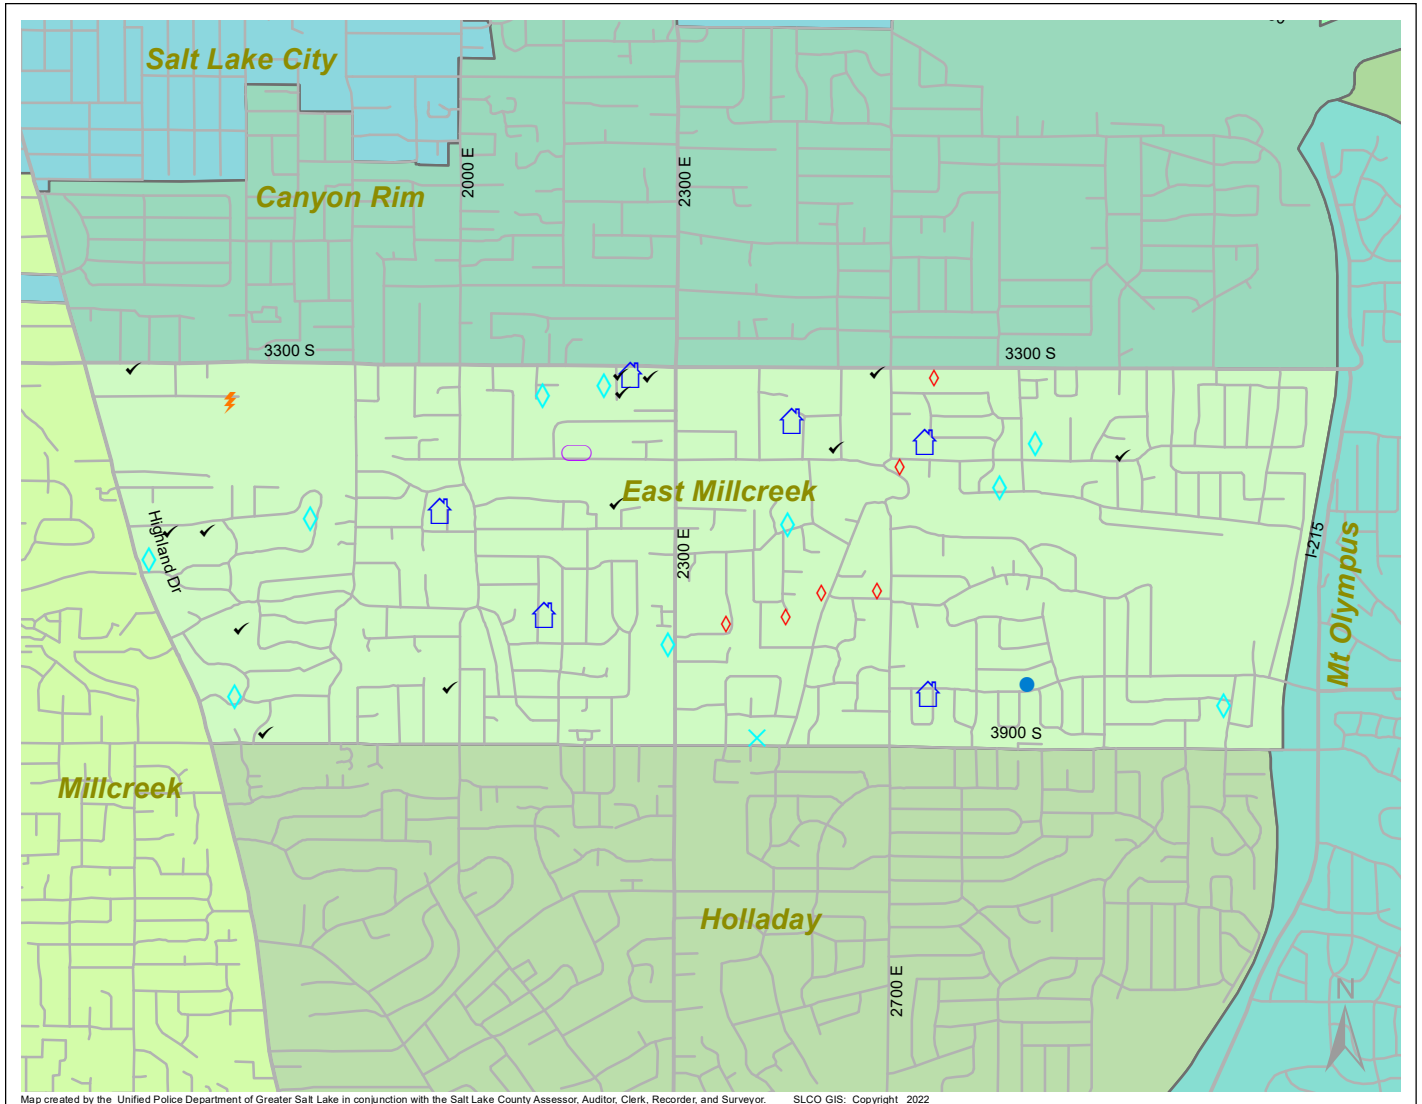 Salt Lake City
Canyon Rim
2000 E
2300 E
3300 S
3300 S
East Millcreek
Highland Dr
2300 E
I-215
Mt Olympus
3900 S
Millcreek
Holladay
2700 E
N
Map created by the Unified Police Department of Greater Salt Lake in conjunction with the Salt Lake County Assessor, Auditor, Clerk, Recorder, and Surveyor. SLCO GIS: Copyright 2022